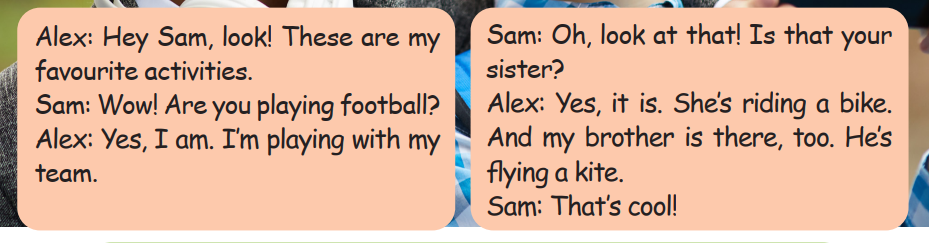 Alex: Hey Sam, look! These are my
favourite activities.
Sam: Wow! Are you playing football?
Alex: Yes, I am. I'm playing with my
team.
Sam: Oh, look at that! Is that your
sister?
Alex: Yes, it is. She's riding a bike.
And my brother is there, too. He's
flying a kite.
Sam: That's cool!